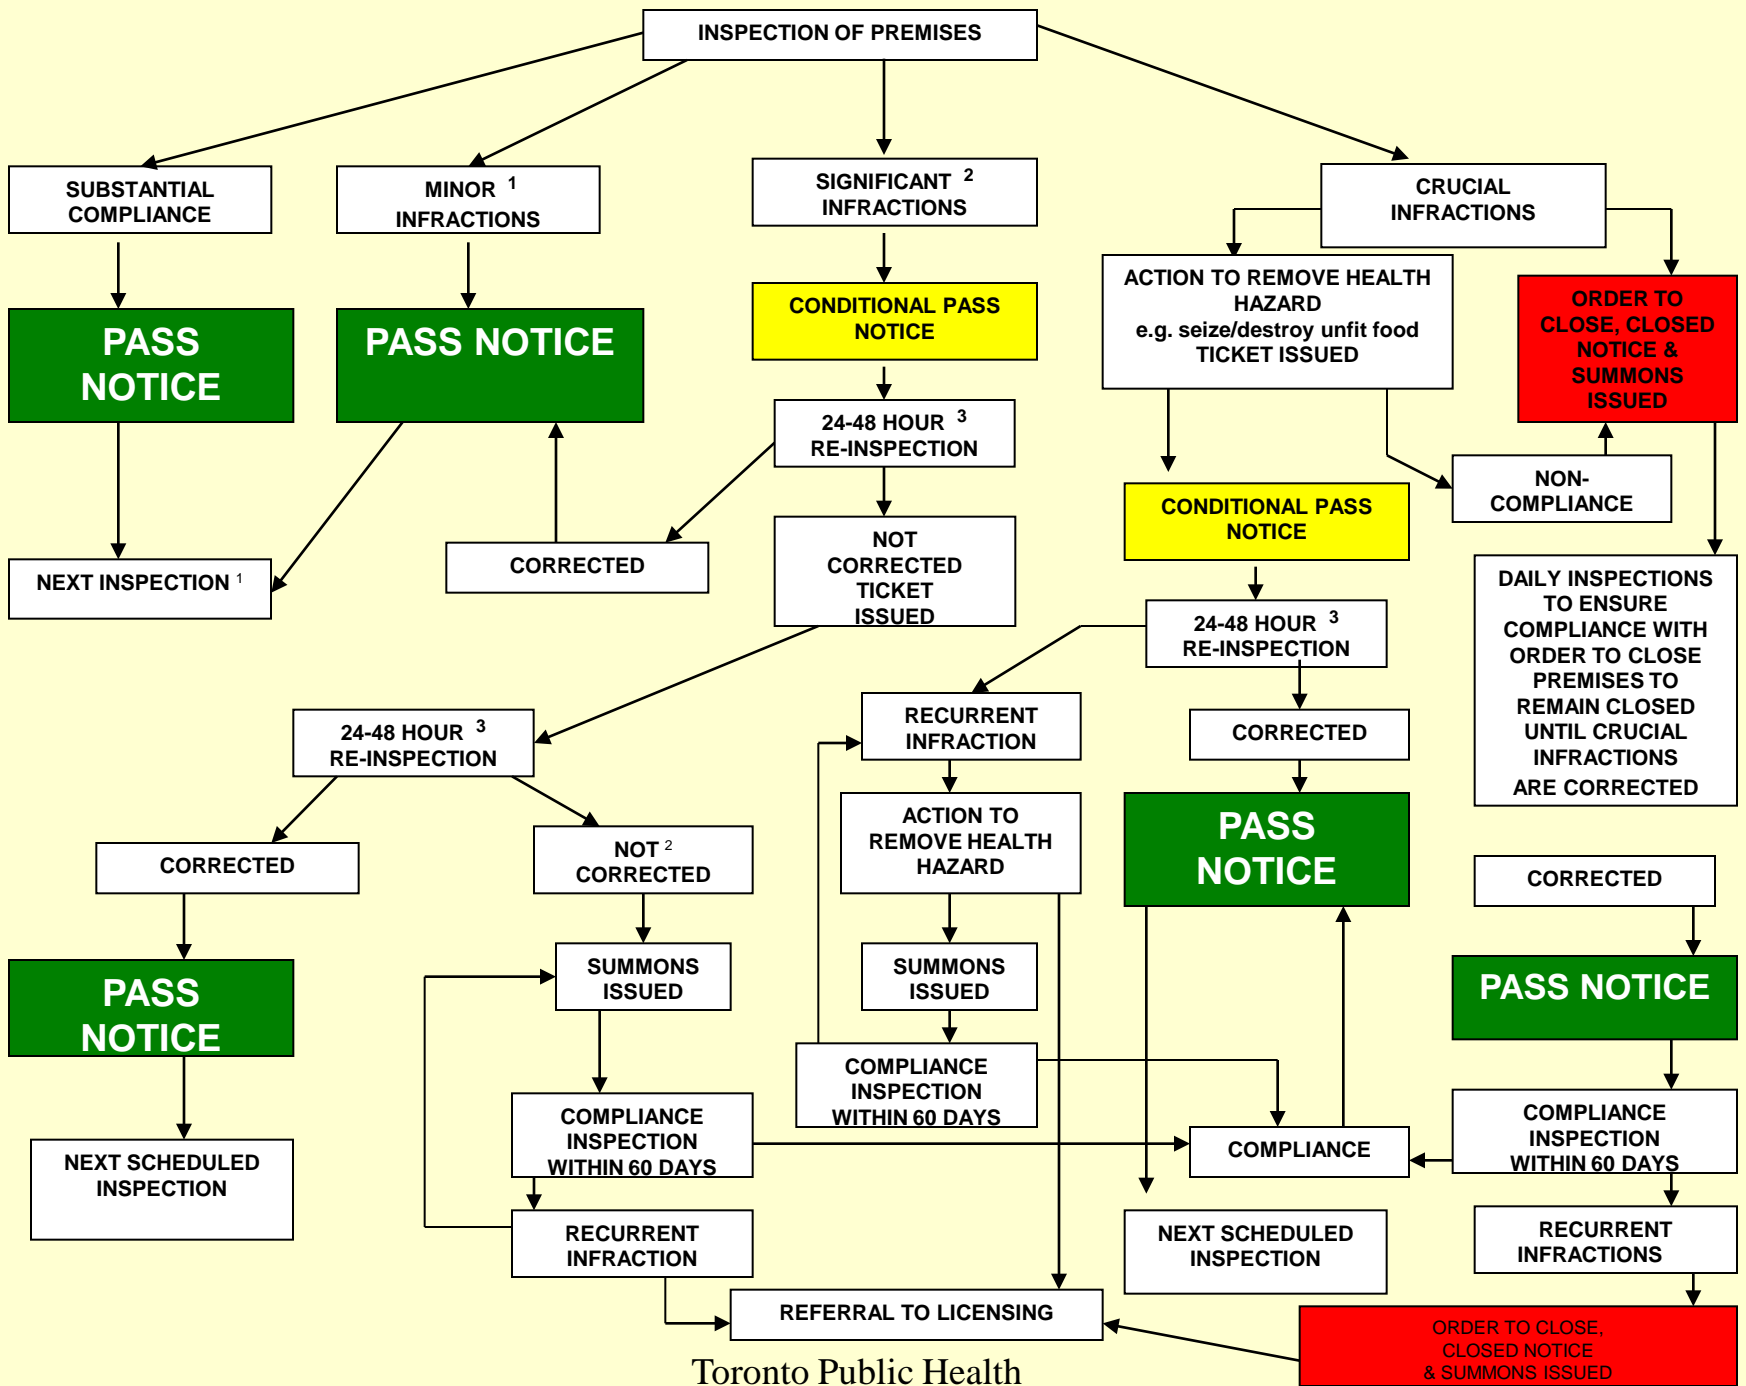 INSPECTION OF PREMISES
SUBSTANTIAL
COMPLIANCE
MINOR 1
INFRACTIONS
SIGNIFICANT 2
INFRACTIONS
CRUCIAL
INFRACTIONS
PASS
NOTICE
PASS NOTICE
CONDITIONAL PASS
NOTICE
ACTION TO REMOVE HEALTH
HAZARD
e.g. seize/destroy unfit food
TICKET ISSUED
ORDER TO
CLOSE, CLOSED
NOTICE &
SUMMONS
ISSUED
24-48 HOUR 3
RE-INSPECTION
NON-
COMPLIANCE
CONDITIONAL PASS
NOTICE
NEXT INSPECTION 1
CORRECTED
NOT
CORRECTED
TICKET
ISSUED
DAILY INSPECTIONS
TO ENSURE
COMPLIANCE WITH
ORDER TO CLOSE
PREMISES TO
REMAIN CLOSED
UNTIL CRUCIAL
INFRACTIONS
ARE CORRECTED
24-48 HOUR 3
RE-INSPECTION
24-48 HOUR 3
RE-INSPECTION
RECURRENT
INFRACTION
CORRECTED
CORRECTED
NOT 2
CORRECTED
ACTION TO
REMOVE HEALTH
HAZARD
PASS
NOTICE
CORRECTED
PASS
NOTICE
SUMMONS
ISSUED
SUMMONS
ISSUED
PASS NOTICE
COMPLIANCE
INSPECTION
WITHIN 60 DAYS
COMPLIANCE
INSPECTION
WITHIN 60 DAYS
COMPLIANCE
COMPLIANCE
INSPECTION
WITHIN 60 DAYS
NEXT SCHEDULED
INSPECTION
RECURRENT
INFRACTION
NEXT SCHEDULED
INSPECTION
RECURRENT
INFRACTIONS
REFERRAL TO LICENSING
ORDER TO CLOSE,
CLOSED NOTICE
& SUMMONS ISSUED
Toronto Public Health